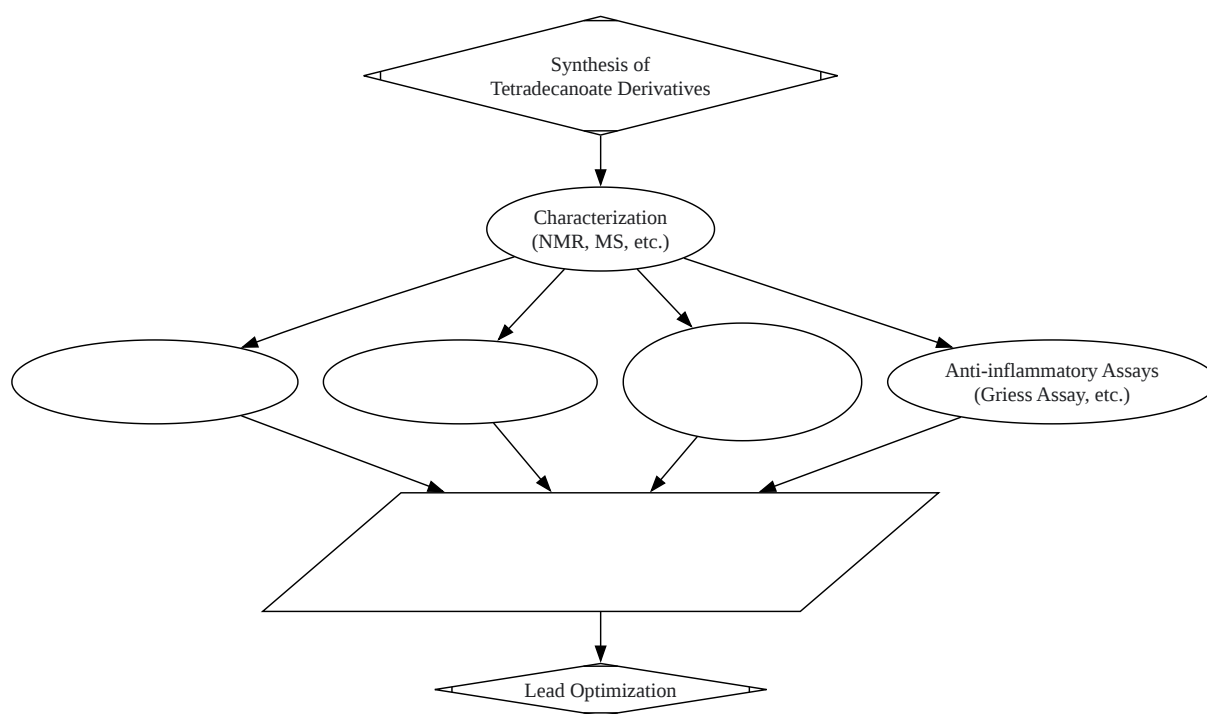 Synthesis of
Tetradecanoate Derivatives
Characterization
(NMR, MS, etc.)
Anti-inflammatory Assays
(Griess Assay, etc.)
Lead Optimization